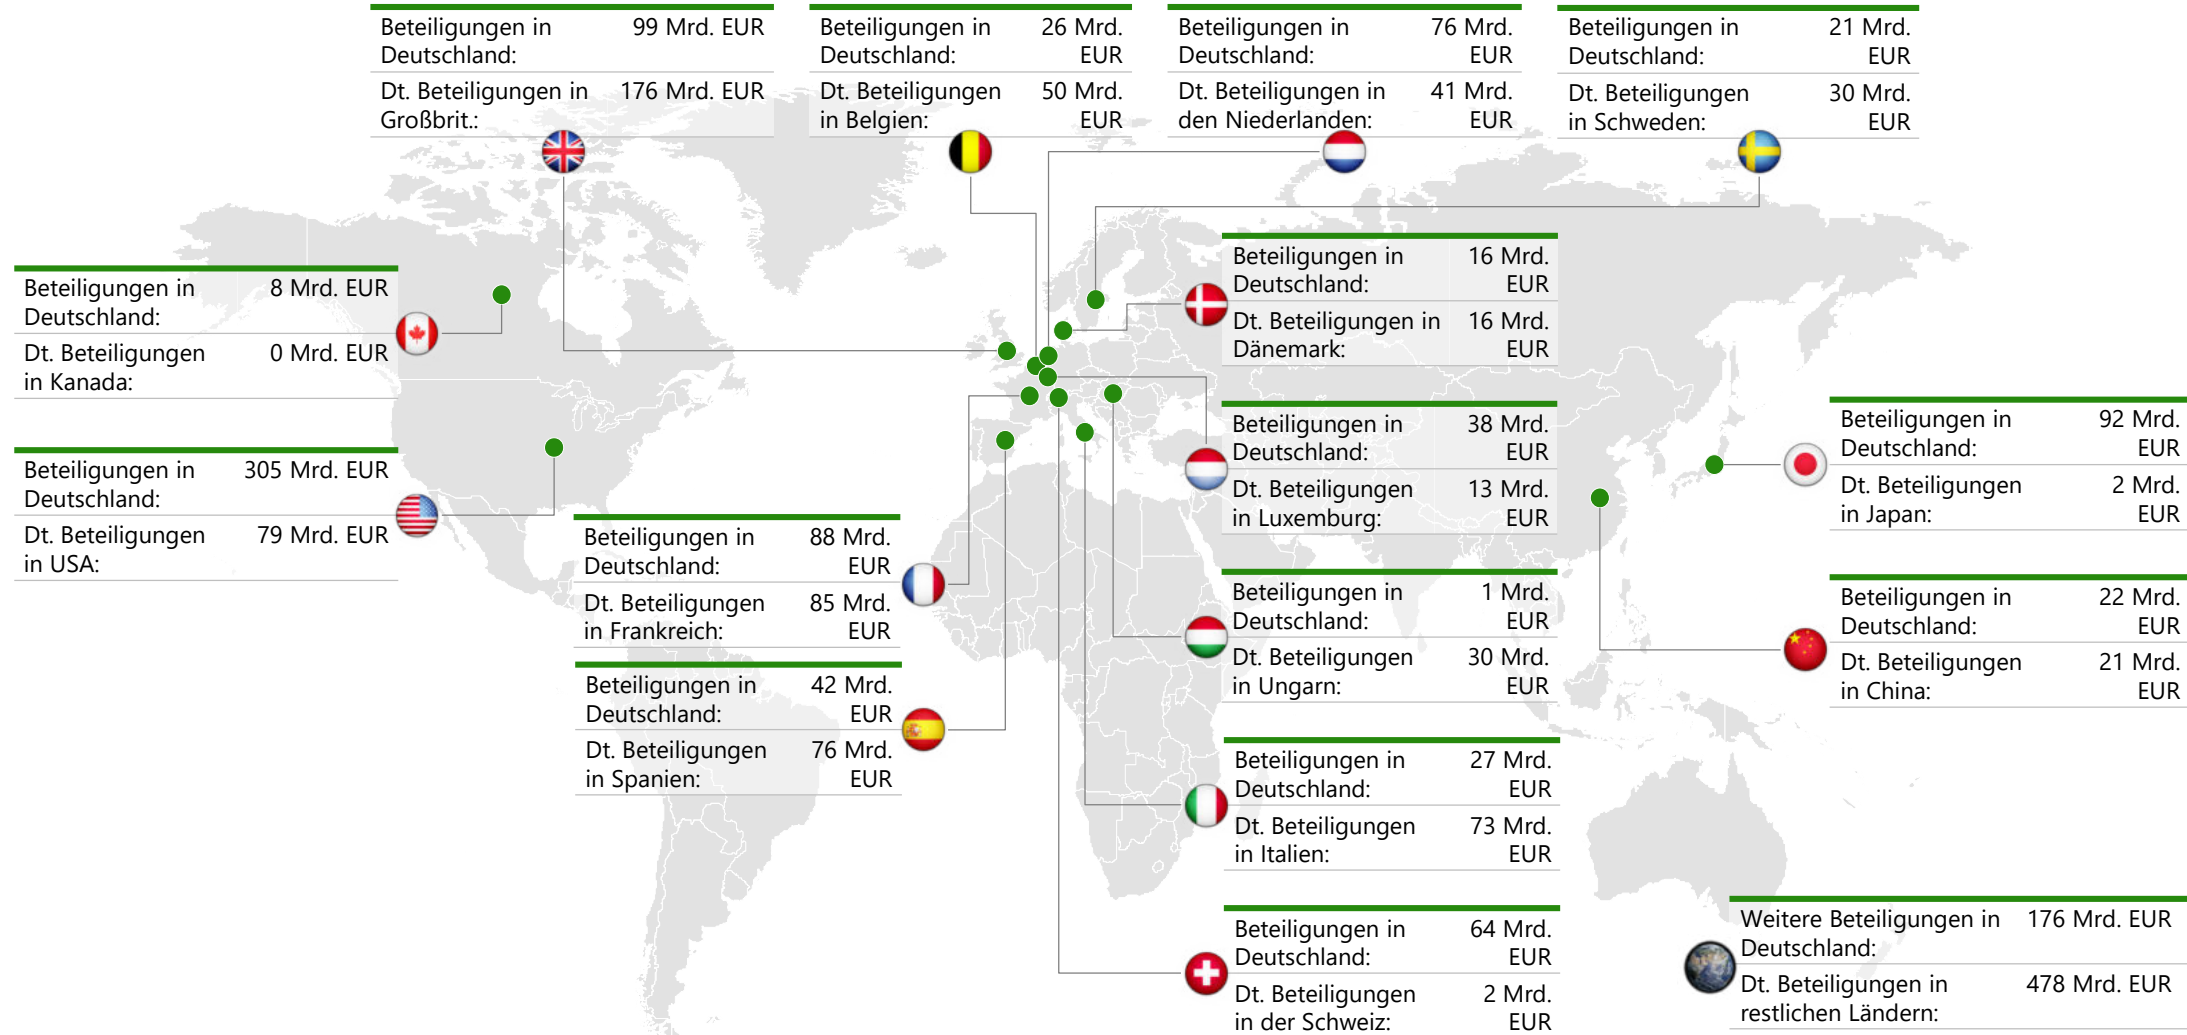 Beteiligungen in 99 Mrd. EUR
Deutschland:
Dt. Beteiligungen in 176 Mrd. EUR
Großbrit.:
Beteiligungen in 26 Mrd.
Deutschland: EUR
Dt. Beteiligungen 50 Mrd.
in Belgien: EUR
Beteiligungen in 76 Mrd.
Deutschland: EUR
Dt. Beteiligungen in 41 Mrd.
den Niederlanden: EUR
Beteiligungen in 21 Mrd.
Deutschland: EUR
Dt. Beteiligungen 30 Mrd.
in Schweden: EUR
Beteiligungen in 8 Mrd. EUR
Deutschland:
Dt. Beteiligungen 0 Mrd. EUR
in Kanada:
Beteiligungen in 16 Mrd.
Deutschland: EUR
Dt. Beteiligungen in 16 Mrd.
Dänemark: EUR
Beteiligungen in 305 Mrd. EUR
Deutschland:
Dt. Beteiligungen 79 Mrd. EUR
in USA:
Beteiligungen in 38 Mrd.
Deutschland: EUR
Dt. Beteiligungen 13 Mrd.
in Luxemburg: EUR
Beteiligungen in 92 Mrd.
Deutschland: EUR
Dt. Beteiligungen 2 Mrd.
in Japan: EUR
Beteiligungen in 88 Mrd.
Deutschland: EUR
Dt. Beteiligungen 85 Mrd.
in Frankreich: EUR
Beteiligungen in 1 Mrd.
Deutschland: EUR
Dt. Beteiligungen 30 Mrd.
in Ungarn: EUR
Beteiligungen in 22 Mrd.
Deutschland: EUR
Dt. Beteiligungen 21 Mrd.
in China: EUR
Beteiligungen in 42 Mrd.
Deutschland: EUR
Dt. Beteiligungen 76 Mrd.
in Spanien: EUR
Beteiligungen in 27 Mrd.
Deutschland: EUR
Dt. Beteiligungen 73 Mrd.
in Italien: EUR
Beteiligungen in 64 Mrd.
Deutschland: EUR
Dt. Beteiligungen 2 Mrd.
in der Schweiz: EUR
Weitere Beteiligungen in 176 Mrd. EUR
Deutschland:
Dt. Beteiligungen in 478 Mrd. EUR
restlichen Ländern: